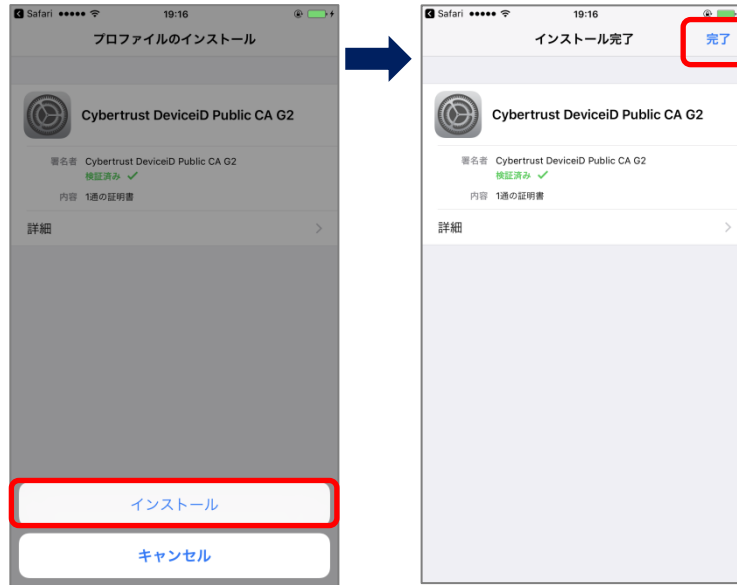 Safari 19:16
プロファイルのインストール
Cybertrust DeviceiD Public CA G2
署名者 Cybertrust DeviceiD Public CA G2
検証済み
内容 1通の証明書
詳細
インストール
キャンセル
Safari 19:16
インストール完了 完了
Cybertrust DeviceiD Public CA G2
署名者 Cybertrust DeviceiD Public CA G2
検証済み
内容 1通の証明書
詳細